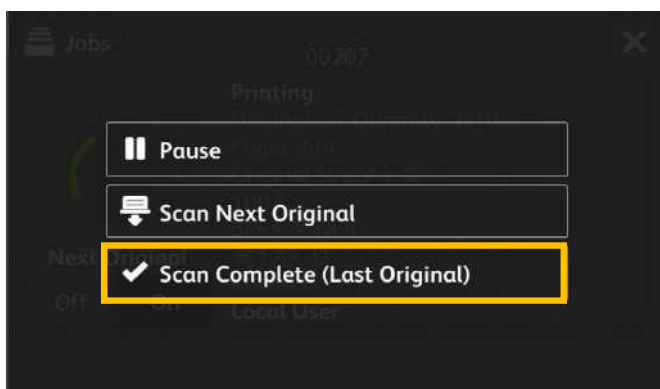 Jobs
00207
Printing
Pause
Scan Next Original
Next Original
Scan Complete (Last Original)
Off On
Local User